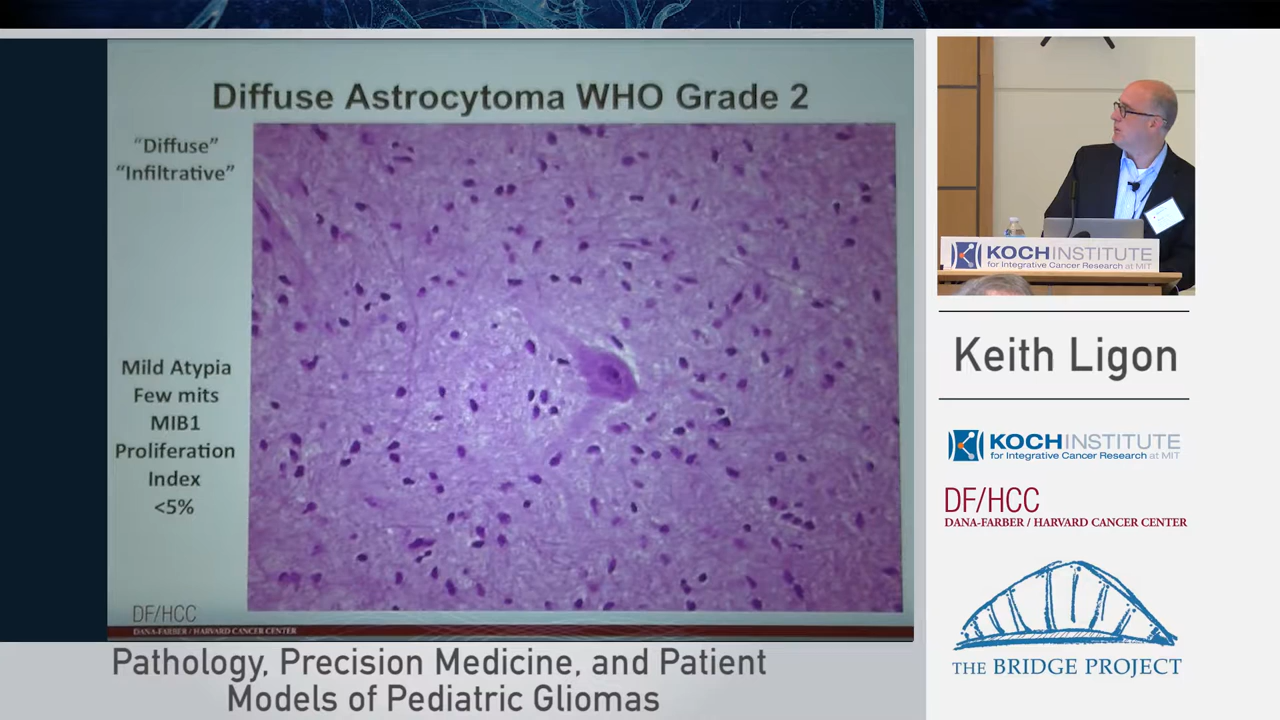 Diffuse Astrocytoma WHO Grade 2
“Diffuse”
“Infiltrative”
Mild Atypia
Few mits
MIB1
Proliferation
Index
<5%
DF/HCC
DANA-FARBER / HARVARD CANCER CENTER
KOCH INSTITUTE
for Integrative Cancer Research at MIT
Keith Ligon
KOCH INSTITUTE
for Integrative Cancer Research at MIT
DF/HCC
DANA-FARBER / HARVARD CANCER CENTER
THE BRIDGE PROJECT
Pathology, Precision Medicine, and Patient
Models of Pediatric Gliomas